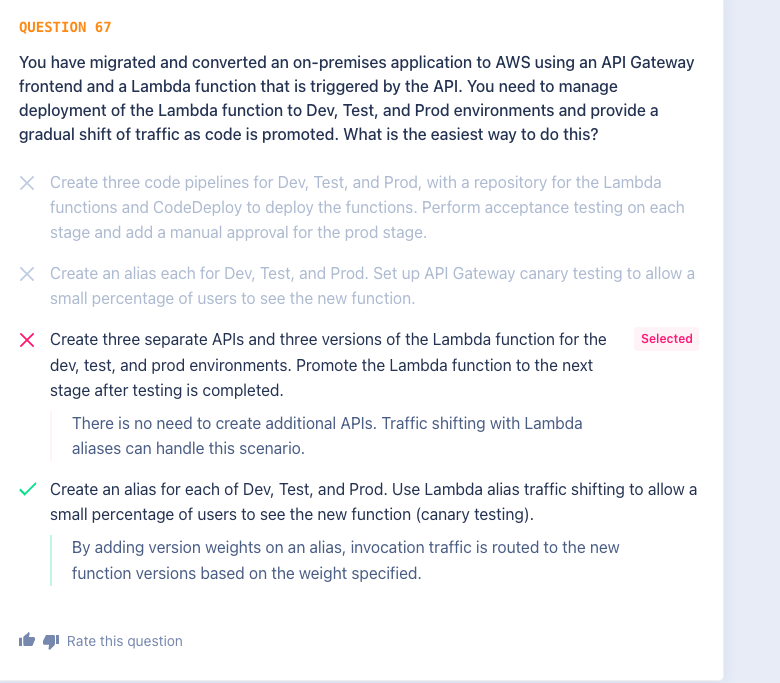 QUESTION 67
You have migrated and converted an on-premises application to AWS using an API Gateway
frontend and a Lambda function that is triggered by the API. You need to manage
deployment of the Lambda function to Dev, Test, and Prod environments and provide a
gradual shift of traffic as code is promoted. What is the easiest way to do this?
Create three code pipelines for Dev, Test, and Prod, with a repository for the Lambda
functions and CodeDeploy to deploy the functions. Perform acceptance testing on each
stage and add a manual approval for the prod stage.
Create an alias each for Dev, Test, and Prod. Set up API Gateway canary testing to allow a
small percentage of users to see the new function.
Create three separate APIs and three versions of the Lambda function for the
dev, test, and prod environments. Promote the Lambda function to the next
stage after testing is completed.
Selected
There is no need to create additional APIs. Traffic shifting with Lambda
aliases can handle this scenario.
Create an alias for each of Dev, Test, and Prod. Use Lambda alias traffic shifting to allow a
small percentage of users to see the new function (canary testing).
By adding version weights on an alias, invocation traffic is routed to the new
function versions based on the weight specified.
Rate this question